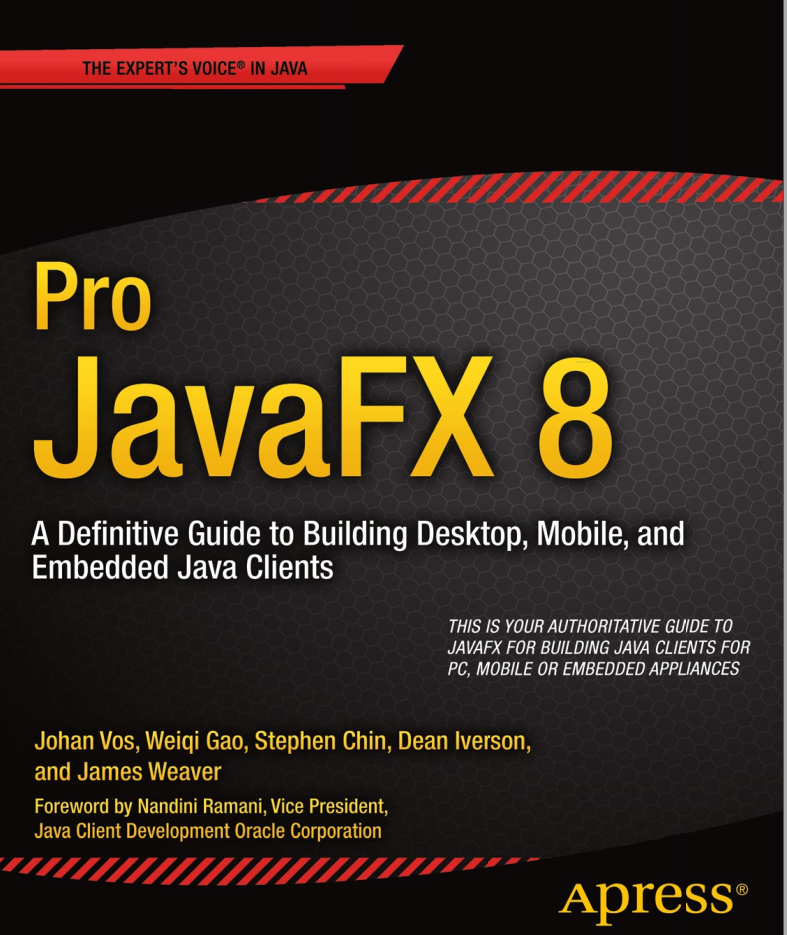 THE EXPERT'S VOICE® IN JAVA
Pro
JavaFX 8
A Definitive Guide to Building Desktop, Mobile, and
Embedded Java Clients
THIS IS YOUR AUTHORITATIVE GUIDE TO
JAVAFX FOR BUILDING JAVA CLIENTS FOR
PC, MOBILE OR EMBEDDED APPLIANCES
Johan Vos, Weiqi Gao, Stephen Chin, Dean Iverson,
and James Weaver
Foreword by Nandini Ramani, Vice President,
Java Client Development Oracle Corporation
Apress®